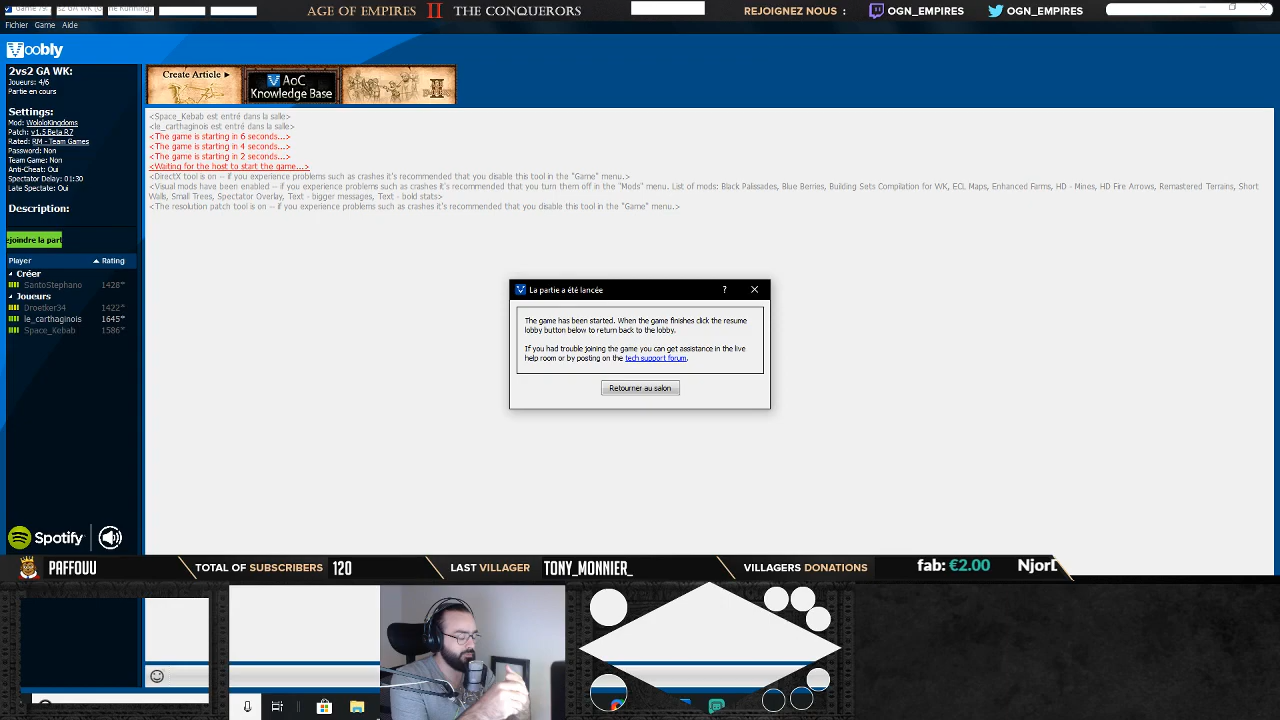 AGE OF EMPIRES II THE CONQUERORS
REJOIGNEZ NOUS : OGN_EMPIRES OGN_EMPIRES
Fichier Game Aide
Voobly
2vs2 GA WK:
Joueurs: 4/6
Partie en cours
Settings:
Mod: WololoKingdoms
Patch: v1.5 Beta R7
Rated: RM - Team Games
Password: Non
Team Game: Non
Anti-Cheat: Oui
Spectator Delay: 01:30
Late Spectate: Oui
Description:
ejoindre la part
Player Rating
Créer
SantoStephano 1428*
Joueurs
Droetker34 1422*
le_carthaginois 1645*
Space_Kebab 1586*
Spotify
Create Article ►
AoC
Knowledge Base
<Space_Kebab est entré dans la salle>
<le_carthaginois est entré dans la salle>
<The game is starting in 6 seconds...>
<The game is starting in 4 seconds...>
<The game is starting in 2 seconds...>
<Waiting for the host to start the game...>
<DirectX tool is on -- if you experience problems such as crashes it's recommended that you disable this tool in the "Game" menu.>
<Visual mods have been enabled -- if you experience problems such as crashes it's recommended that you turn them off in the "Mods" menu. List of mods: Black Palissades, Blue Berries, Building Sets Compilation for WK, ECL Maps, Enhanced Farms, HD - Mines, HD Fire Arrows, Remastered Terrains, Short
Walls, Small Trees, Spectator Overlay, Text - bigger messages, Text - bold stats>
<The resolution patch tool is on -- if you experience problems such as crashes it's recommended that you disable this tool in the "Game" menu.>
La partie a été lancée
The game has been started. When the game finishes click the resume
lobby button below to return back to the lobby.
If you had trouble joining the game you can get assistance in the live
help room or by posting on the tech support forum.
Retourner au salon
PAFFOUU TOTAL OF SUBSCRIBERS 120 LAST VILLAGER TONY_MONNIER_ VILLAGERS DONATIONS fab: €2.00